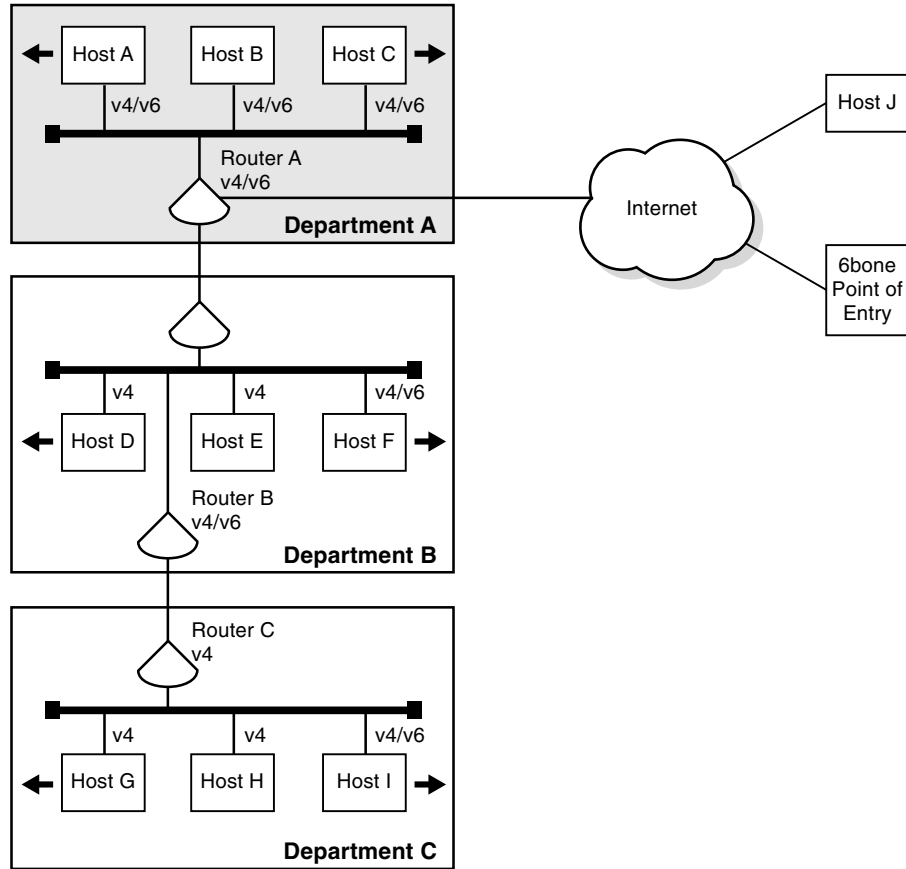 Host A
Host B
Host C
v4/v6
v4/v6
v4/v6
Router A
v4/v6
Department A
Internet
Host J
6bone
Point of
Entry
v4
v4
v4/v6
Host D
Host E
Host F
Router B
v4/v6
Department B
Router C
v4
v4
v4
v4/v6
Host G
Host H
Host I
Department C